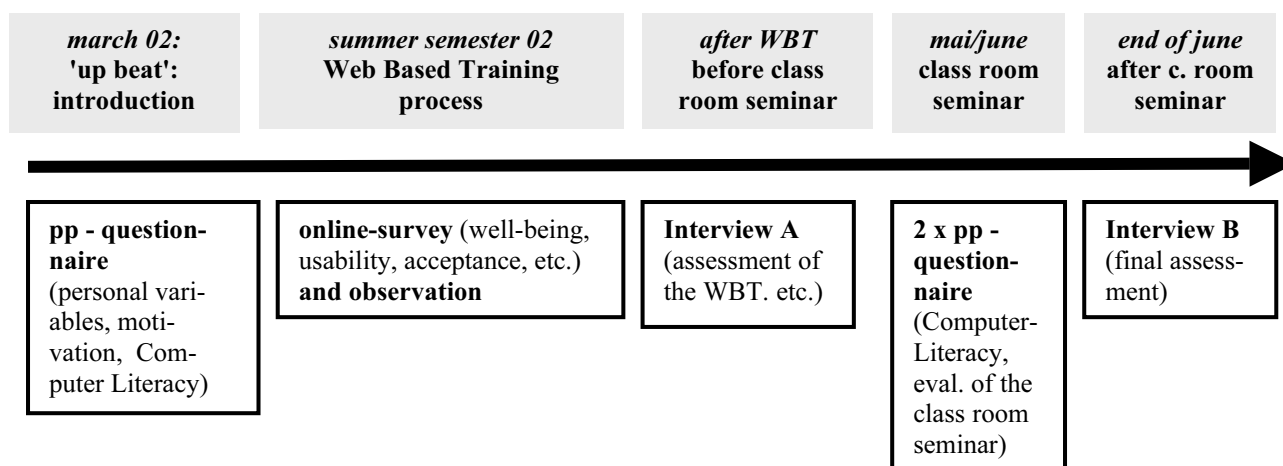 march 02:
'up beat':
introduction
summer semester 02
Web Based Training
process
after WBT
before class
room seminar
mai/june
class room
seminar
end of june
after c. room
seminar
pp - question-
naire
(personal vari-
ables, moti-
vation, Com-
puter Literacy)
online-survey (well-being,
usability, acceptance, etc.)
and observation
Interview A
(assessment of
the WBT. etc.)
2 x pp -
question-
naire
(Computer-
Literacy,
eval. of the
class room
seminar)
Interview B
(final assess-
ment)